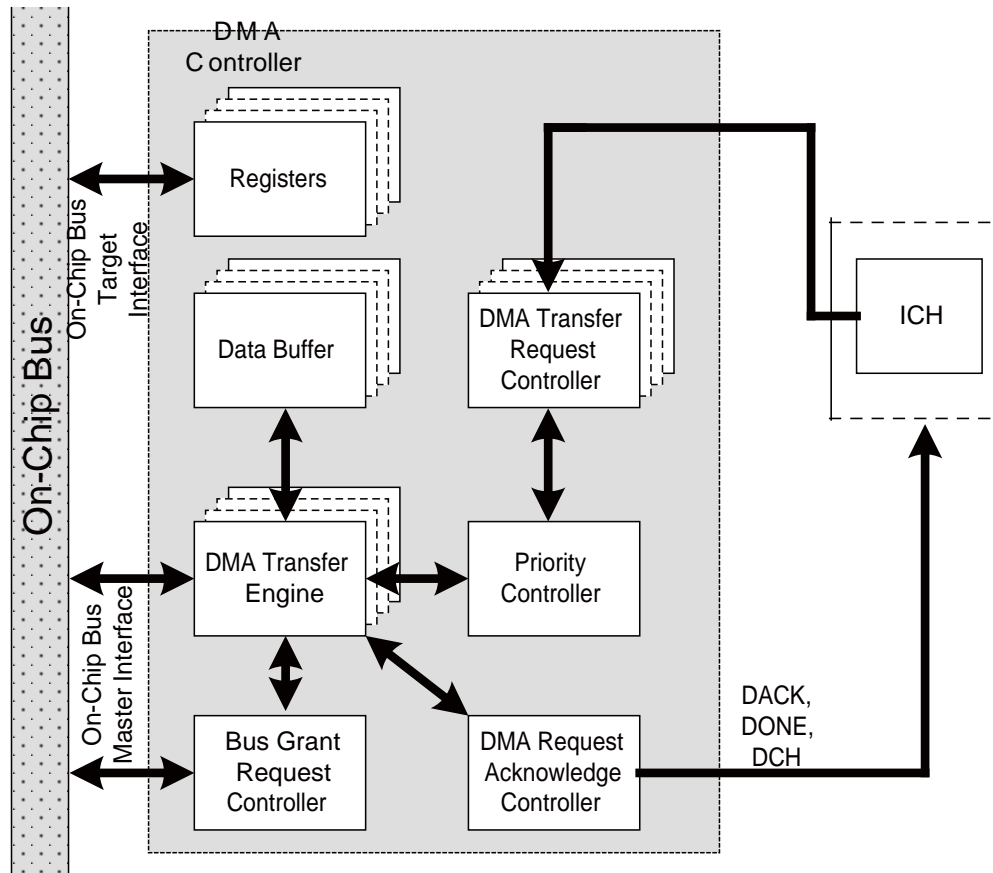 DMA
Controller
Registers
On-Chip Bus
Target
Interface
Data Buffer
DMA Transfer
Request
Controller
ICH
On-Chip Bus
DMA Transfer
Engine
Priority
Controller
On-Chip Bus
Master Interface
Bus Grant
Request
Controller
DMA Request
Acknowledge
Controller
DACK,
DONE,
DCH